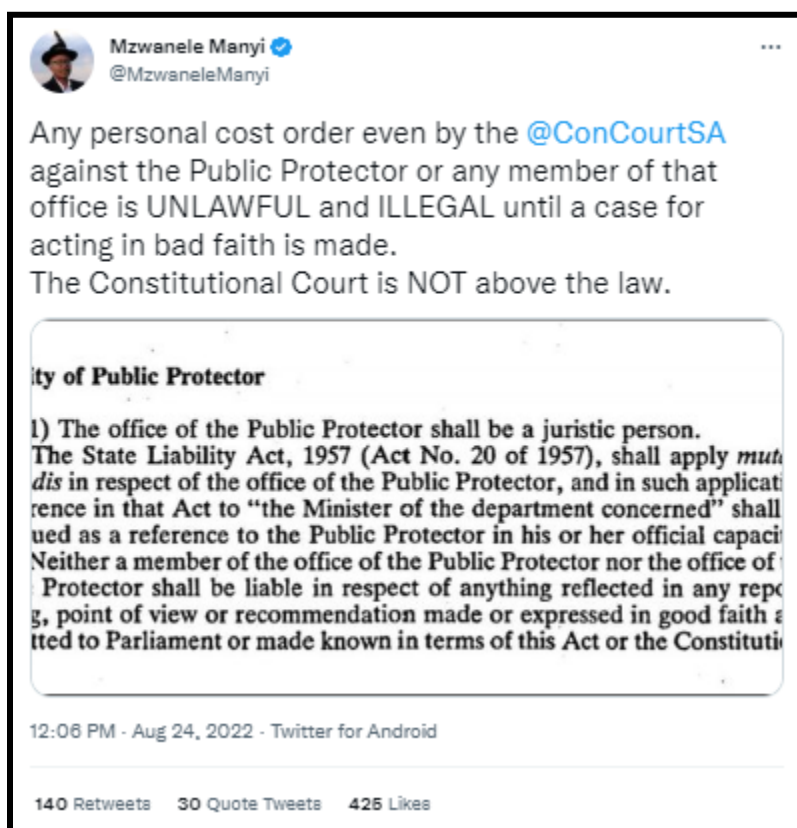 Mzwanele Manyi
@MzwaneleManyi
Any personal cost order even by the @ConCourtSA
against the Public Protector or any member of that
office is UNLAWFUL and ILLEGAL until a case for
acting in bad faith is made.
The Constitutional Court is NOT above the law.
ity of Public Protector
1) The office of the Public Protector shall be a juristic person.
The State Liability Act, 1957 (Act No. 20 of 1957), shall apply muta
dis in respect of the office of the Public Protector, and in such applicati
rence in that Act to “the Minister of the department concerned” shall
ued as a reference to the Public Protector in his or her official capaci
Neither a member of the office of the Public Protector nor the office of
Protector shall be liable in respect of anything reflected in any repo
g, point of view or recommendation made or expressed in good faith a
tted to Parliament or made known in terms of this Act or the Constituti
12:06 PM · Aug 24, 2022 · Twitter for Android
140 Retweets 30 Quote Tweets 425 Likes